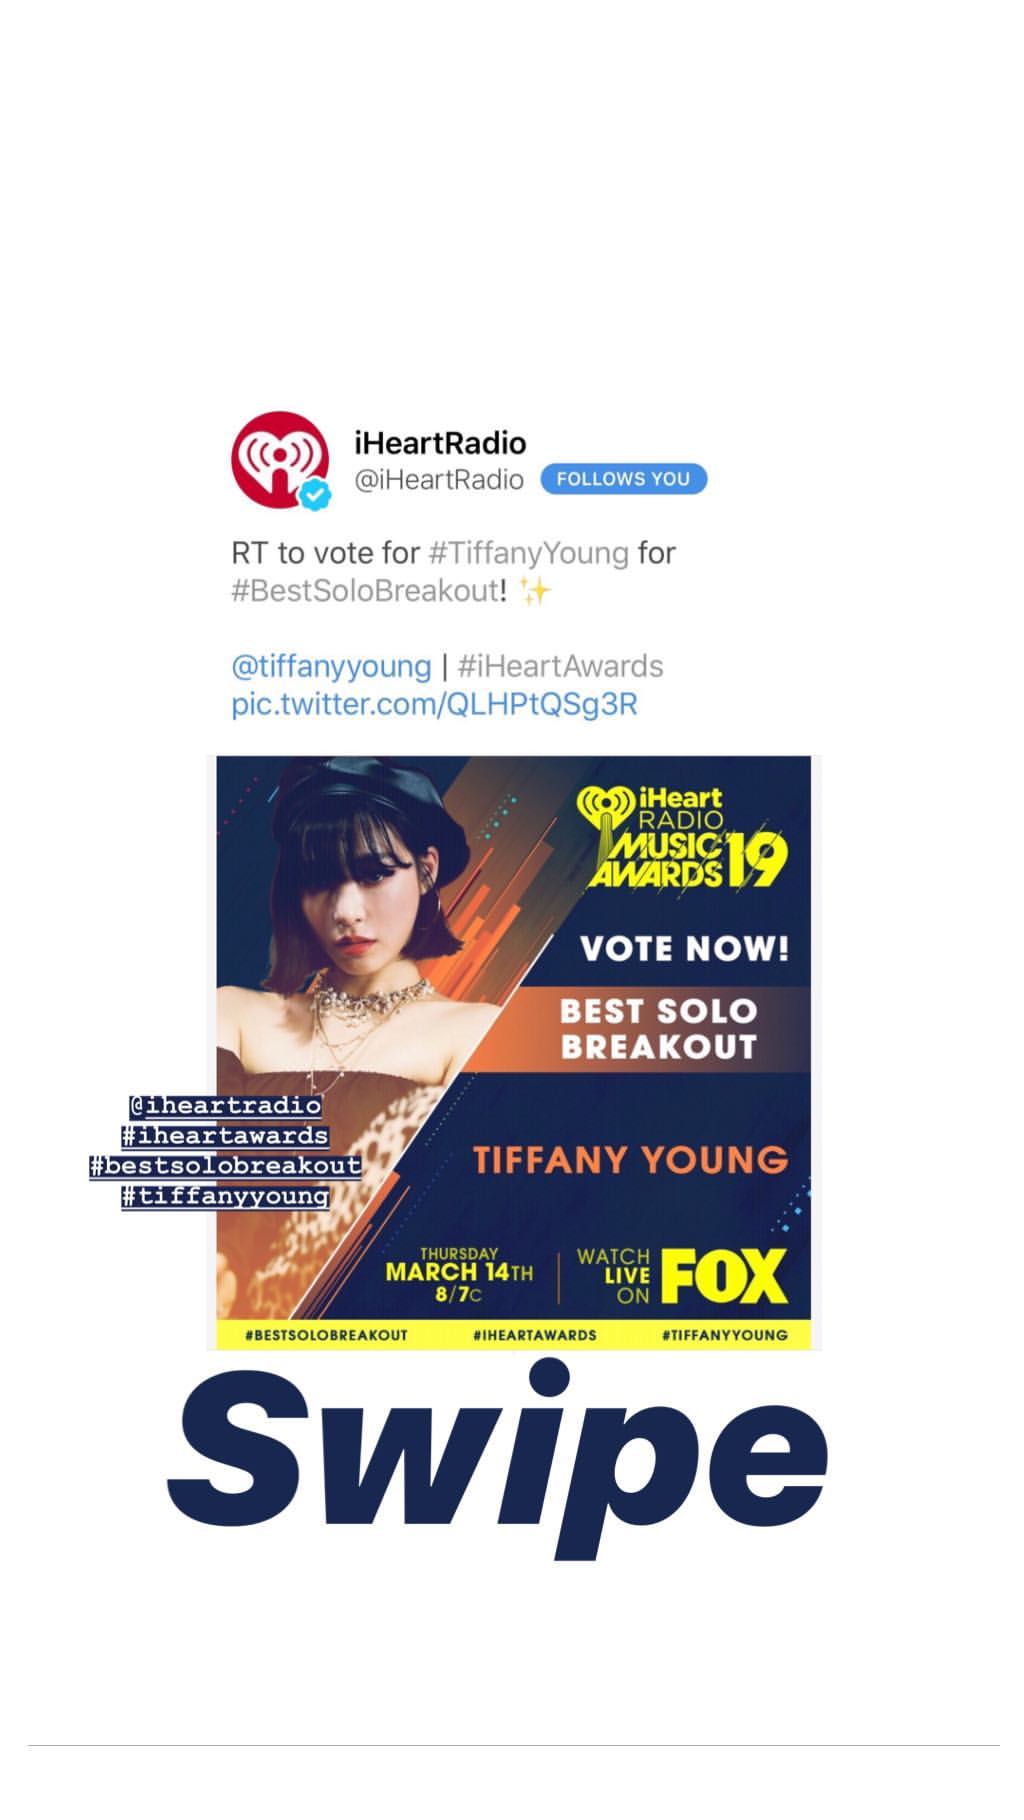 iHeartRadio
@iHeartRadio FOLLOWS YOU
RT to vote for #TiffanyYoung for
#BestSoloBreakout! ✨
@tiffanyyoung | #iHeartAwards
pic.twitter.com/QLHPtQSg3R
iHeart
RADIO
MUSIC
AWARDS 19
VOTE NOW!
BEST SOLO
BREAKOUT
@iheartradio
#iheartawards
#bestsolobreakout
#tiffanyyoung
TIFFANY YOUNG
THURSDAY
MARCH 14TH
8/7C
WATCH
LIVE
ON
FOX
#BESTSOLOBREAKOUT #IHEARTAWARDS #TIFFANYYOUNG
Swipe